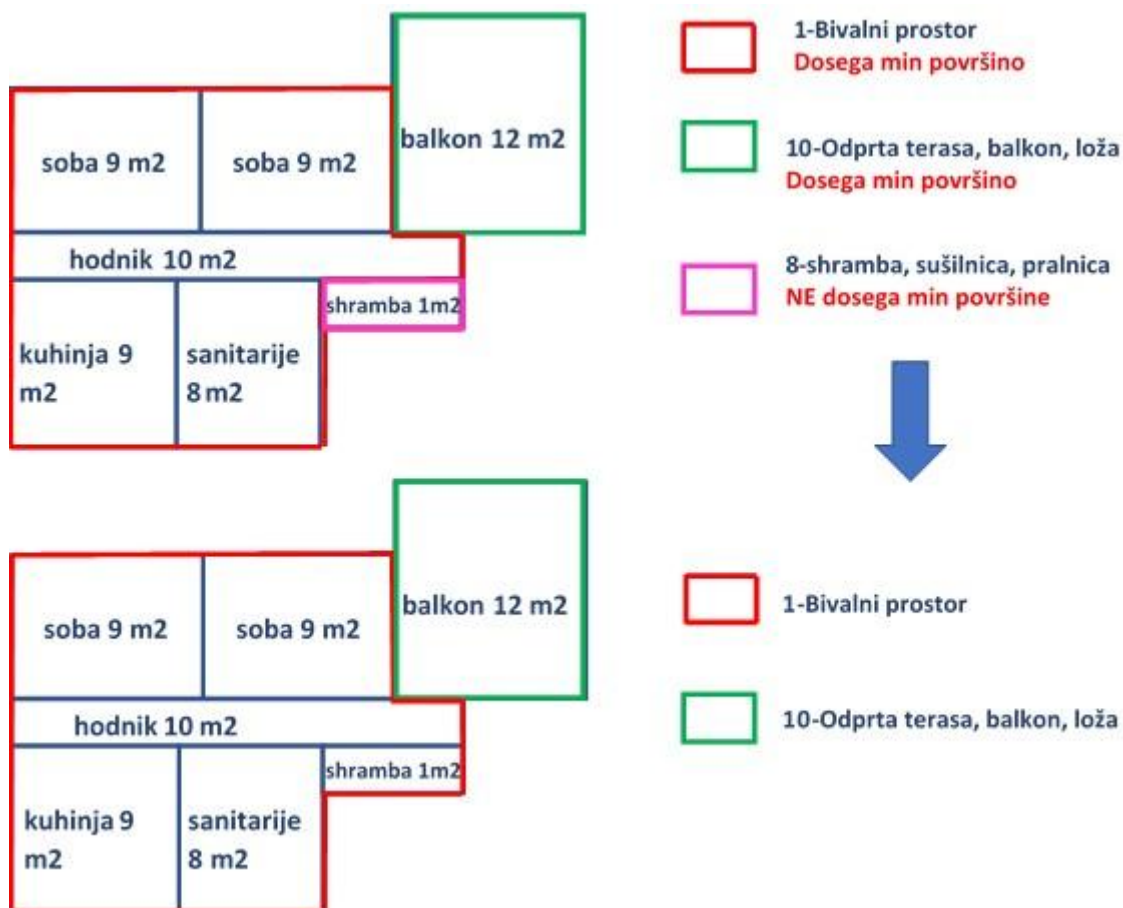 1-Bivalni prostor
Dosega min površino
balkon 12 m2
soba 9 m2
soba 9 m2
10-Odprta terasa, balkon, loža
Dosega min površino
hodnik 10 m2
8-shramba, sušilnica, pralnica
NE dosega min površine
shramba 1m2
kuhinja 9
m2
sanitarije
8 m2
balkon 12 m2
1-Bivalni prostor
soba 9 m2
soba 9 m2
10-Odprta terasa, balkon, loža
hodnik 10 m2
shramba 1m2
kuhinja 9
m2
sanitarije
8 m2